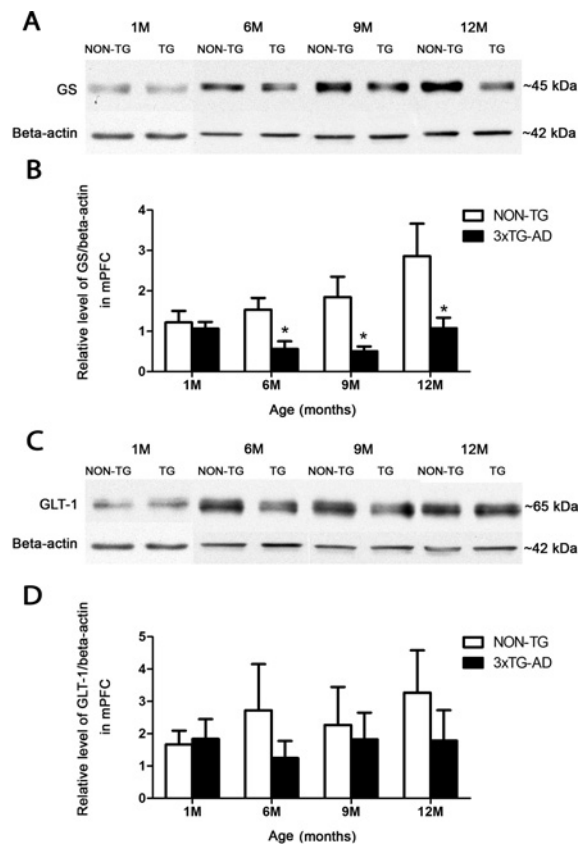 A
1M 6M 9M 12M
NON-TG TG NON-TG TG NON-TG TG NON-TG TG
GS ~45 kDa
Beta-actin ~42 kDa
B
Relative level of GS/beta-actin
in mPFC
4
3
2
1
0
NON-TG
3xTG-AD
* * *
1M 6M 9M 12M
Age (months)
C
1M 6M 9M 12M
NON-TG TG NON-TG TG NON-TG TG NON-TG TG
GLT-1 ~65 kDa
Beta-actin ~42 kDa
D
Relative level of GLT-1/beta-actin
in mPFC
5
4
3
2
1
0
NON-TG
3xTG-AD
1M 6M 9M 12M
Age (months)